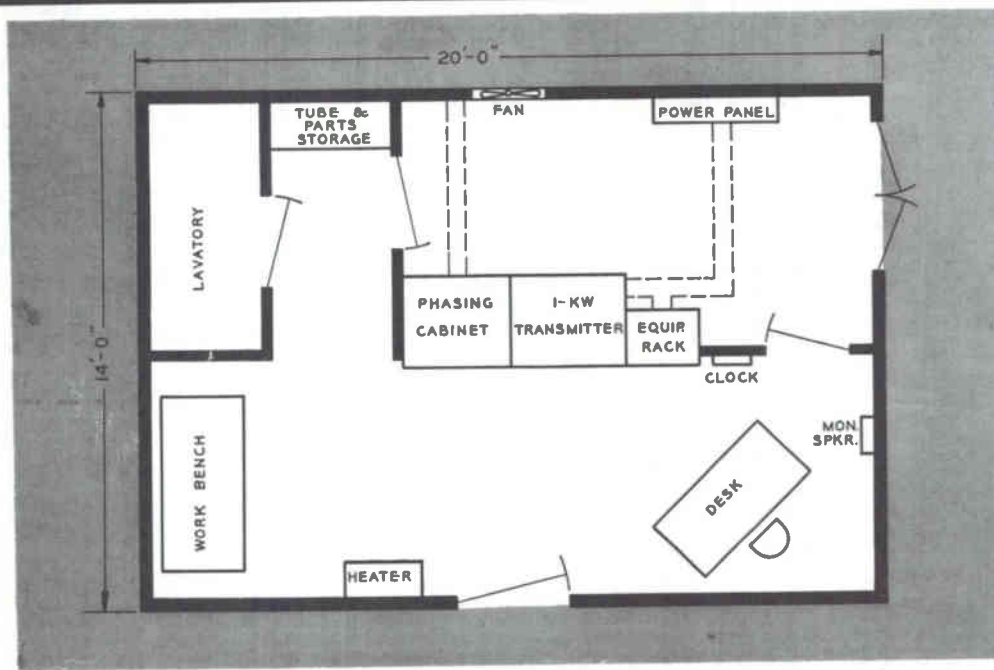 20'-0"
TUBE &
PARTS
STORAGE
FAN
POWER PANEL
LAVATORY
14'-0"
PHASING
CABINET
1-KW
TRANSMITTER
EQUIP.
RACK
CLOCK
MON.
SPKR.
WORK BENCH
DESK
HEATER